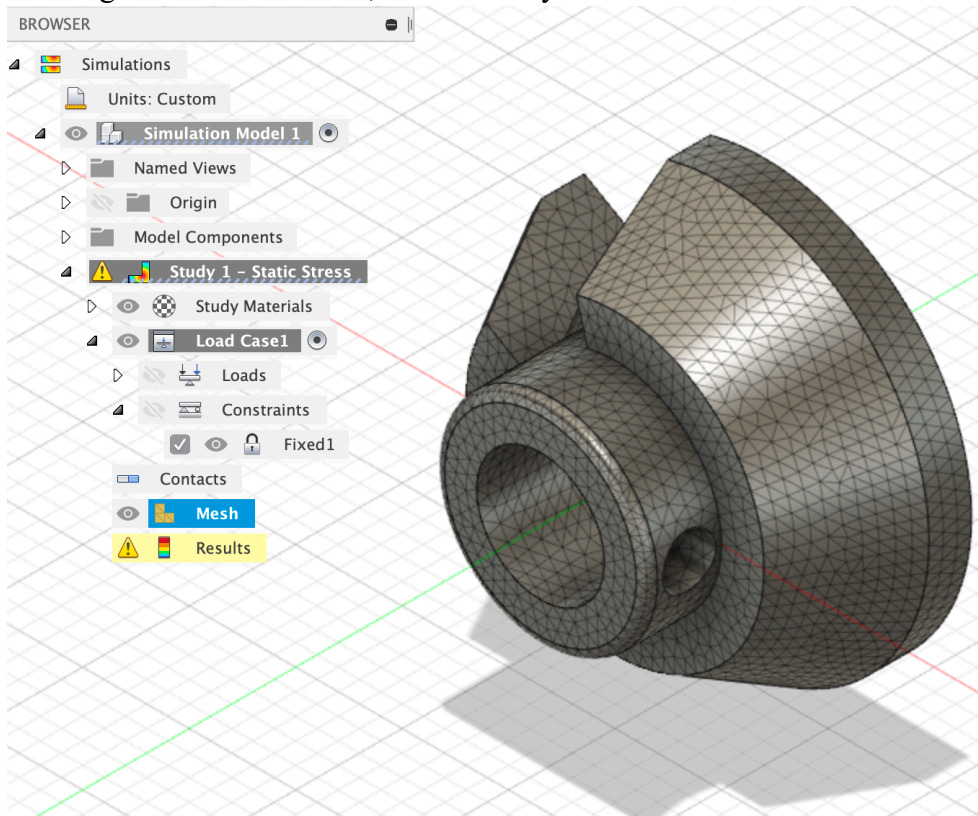 BROWSER
Simulations
Units: Custom
Simulation Model 1
Named Views
Origin
Model Components
Study 1 - Static Stress
Study Materials
Load Case1
Loads
Constraints
Fixed1
Contacts
Mesh
Results